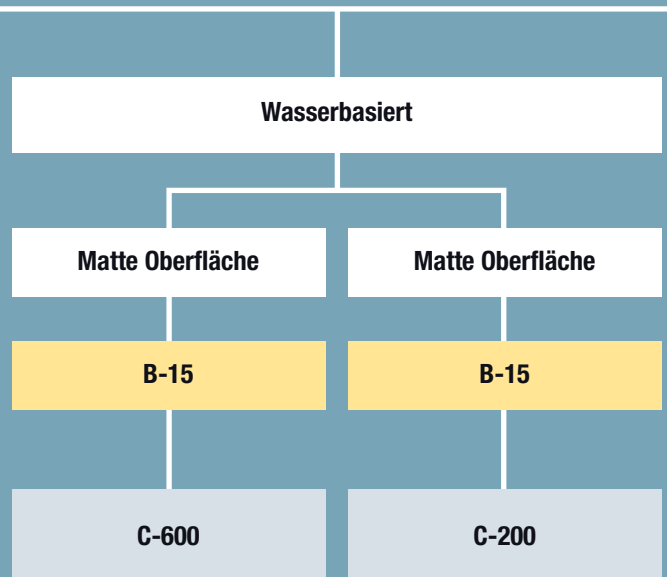 Wasserbasiert
Matte Oberfläche
Matte Oberfläche
B-15
B-15
C-600
C-200